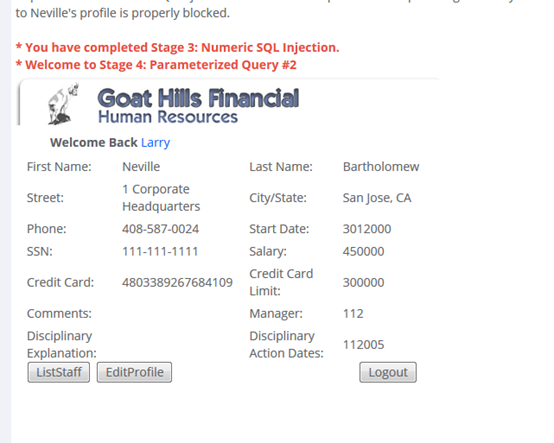 to Neville's profile is properly blocked.
* You have completed Stage 3: Numeric SQL Injection.
* Welcome to Stage 4: Parameterized Query #2
Goat Hills Financial
Human Resources
Welcome Back Larry
First Name: Neville Last Name: Bartholomew
Street: 1 Corporate Headquarters City/State: San Jose, CA
Phone: 408-587-0024 Start Date: 3012000
SSN: 111-111-1111 Salary: 450000
Credit Card: 4803389267684109 Credit Card Limit: 300000
Comments: Manager: 112
Disciplinary Explanation: Disciplinary Action Dates: 112005
ListStaff EditProfile Logout